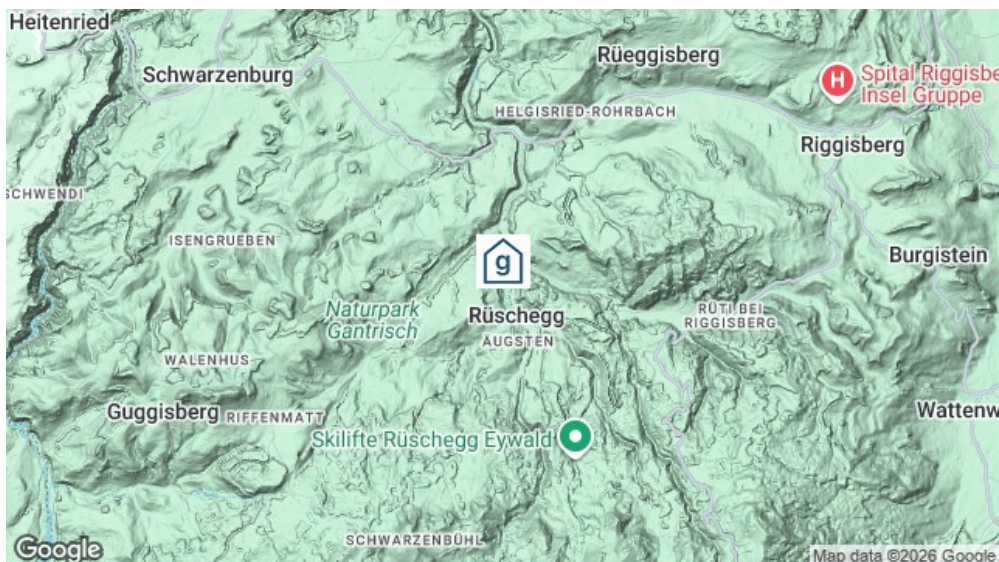 Heitenried
Schwarzenburg
Rüeggisberg
Spital Riggisbe
Insel Gruppe
H
HELGISRIED-ROHRBACH
Riggisberg
SCHWENDI
ISENGRUEBEN
Burgistein
g
Naturpark
Gantrisch
Rüschegg
ÄUGSTEN
RÜTI BEI
RIGGISBERG
WALENHUS
Guggisberg
RIFFENMATT
Wattenw
Skilifte Rüschegg Eywald
SCHWARZENBÜHL
Google
Map data ©2026 Google